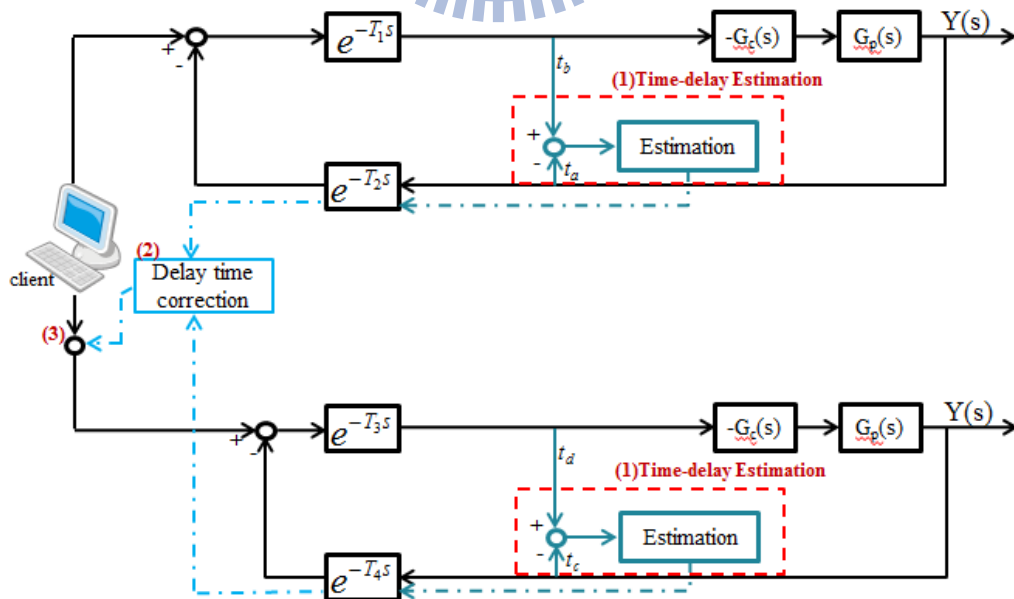 Y(s)
+
-
e^{-T_1 s}
-G_c(s)
G_p(s)
t_b
(1)Time-delay Estimation
+
-
Estimation
t_a
e^{-T_2 s}
client
(2)
Delay time
correction
(3)
Y(s)
+
-
e^{-T_3 s}
-G_c(s)
G_p(s)
t_d
(1)Time-delay Estimation
+
-
Estimation
t_c
e^{-T_4 s}